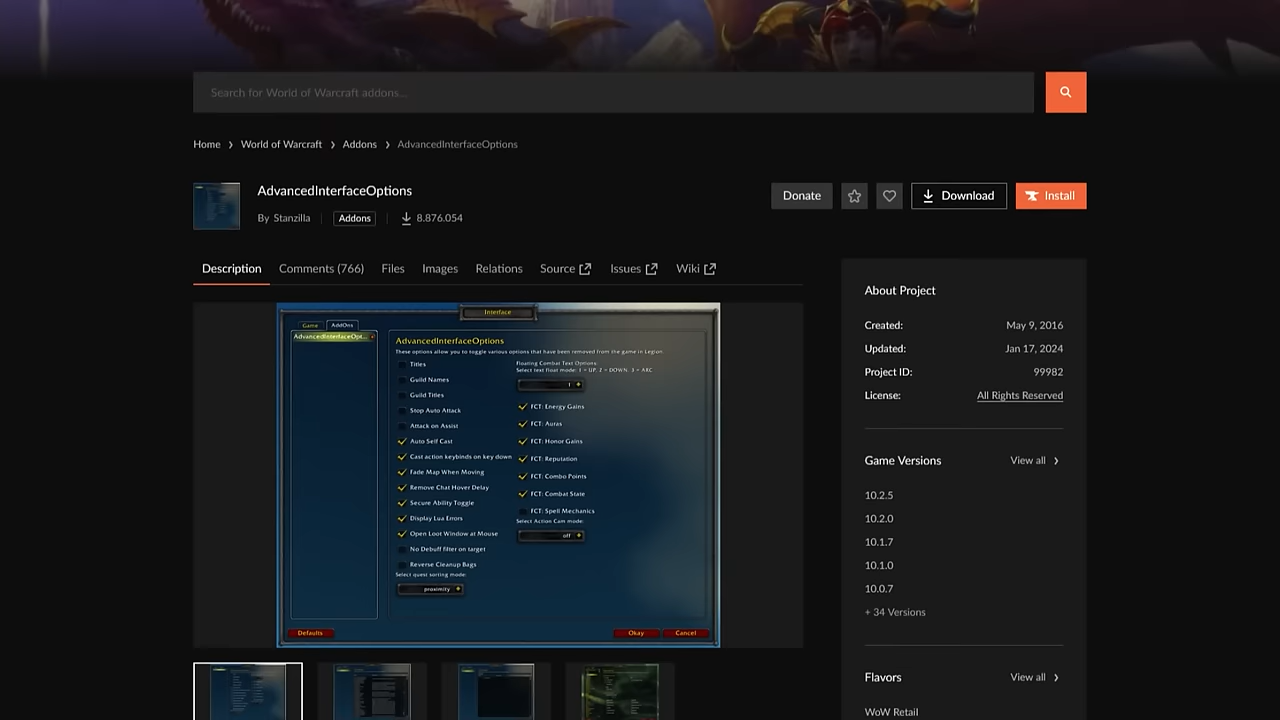 Search for World of Warcraft addons...
Home > World of Warcraft > Addons > AdvancedInterfaceOptions
AdvancedInterfaceOptions
By Stanzilla
Addons
8.876.054
Donate
Download
Install
Description
Comments (766)
Files
Images
Relations
Source
Issues
Wiki
Interface
Game
AddOns
AdvancedInterfaceOpt...
AdvancedInterfaceOptions
These options allow you to toggle various options that have been removed from the game in Legion.
Titles
Guild Names
Guild Titles
Stop Auto Attack
Attack on Assist
Auto Self Cast
Cast action keybinds on key down
Fade Map When Moving
Remove Chat Hover Delay
Secure Ability Toggle
Display Lua Errors
Open Loot Window at Mouse
No Debuff filter on target
Reverse Cleanup Bags
Select quest sorting mode:
proximity
Floating Combat Text Options
Select text float mode: 1 = UP, 2 = DOWN, 3 = ARC
1
FCT: Energy Gains
FCT: Auras
FCT: Honor Gains
FCT: Reputation
FCT: Combo Points
FCT: Combat State
FCT: Spell Mechanics
Select Action Cam mode:
off
Defaults
Okay
Cancel
About Project
Created: May 9, 2016
Updated: Jan 17, 2024
Project ID: 99982
License: All Rights Reserved
Game Versions
View all >
10.2.5
10.2.0
10.1.7
10.1.0
10.0.7
+ 34 Versions
Flavors
View all >
WoW Retail